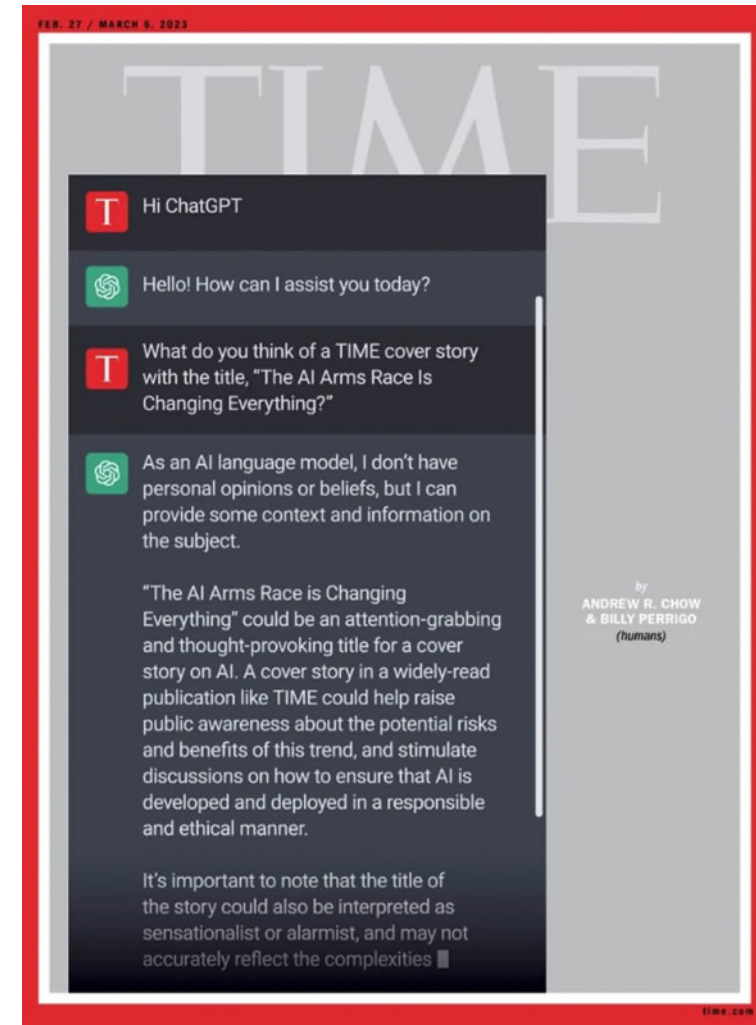 FEB. 27 / MARCH 6, 2023
TIME
T
Hi ChatGPT
Hello! How can I assist you today?
T
What do you think of a TIME cover story
with the title, “The AI Arms Race Is
Changing Everything?”
As an AI language model, I don’t have
personal opinions or beliefs, but I can
provide some context and information on
the subject.
“The AI Arms Race is Changing
Everything” could be an attention-grabbing
and thought-provoking title for a cover
story on AI. A cover story in a widely-read
publication like TIME could help raise
public awareness about the potential risks
and benefits of this trend, and stimulate
discussions on how to ensure that AI is
developed and deployed in a responsible
and ethical manner.
It’s important to note that the title of
the story could also be interpreted as
sensationalist or alarmist, and may not
accurately reflect the complexities
by
ANDREW R. CHOW
& BILLY PERRIGO
(humans)
time.com